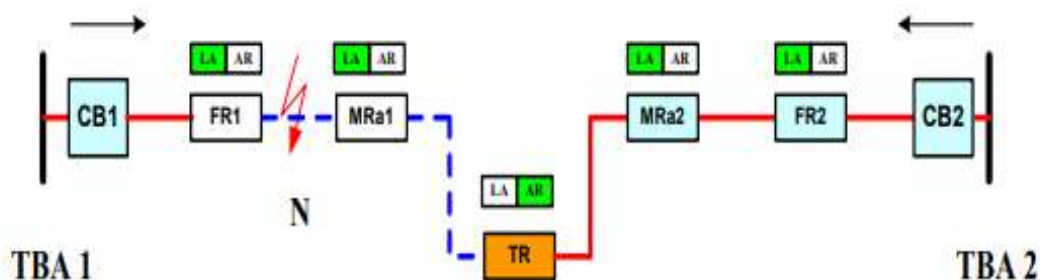 LA AR
LA AR
LA AR
LA AR
CB1
FR1
MRa1
MRa2
FR2
CB2
N
LA AR
TR
TBA 1
TBA 2